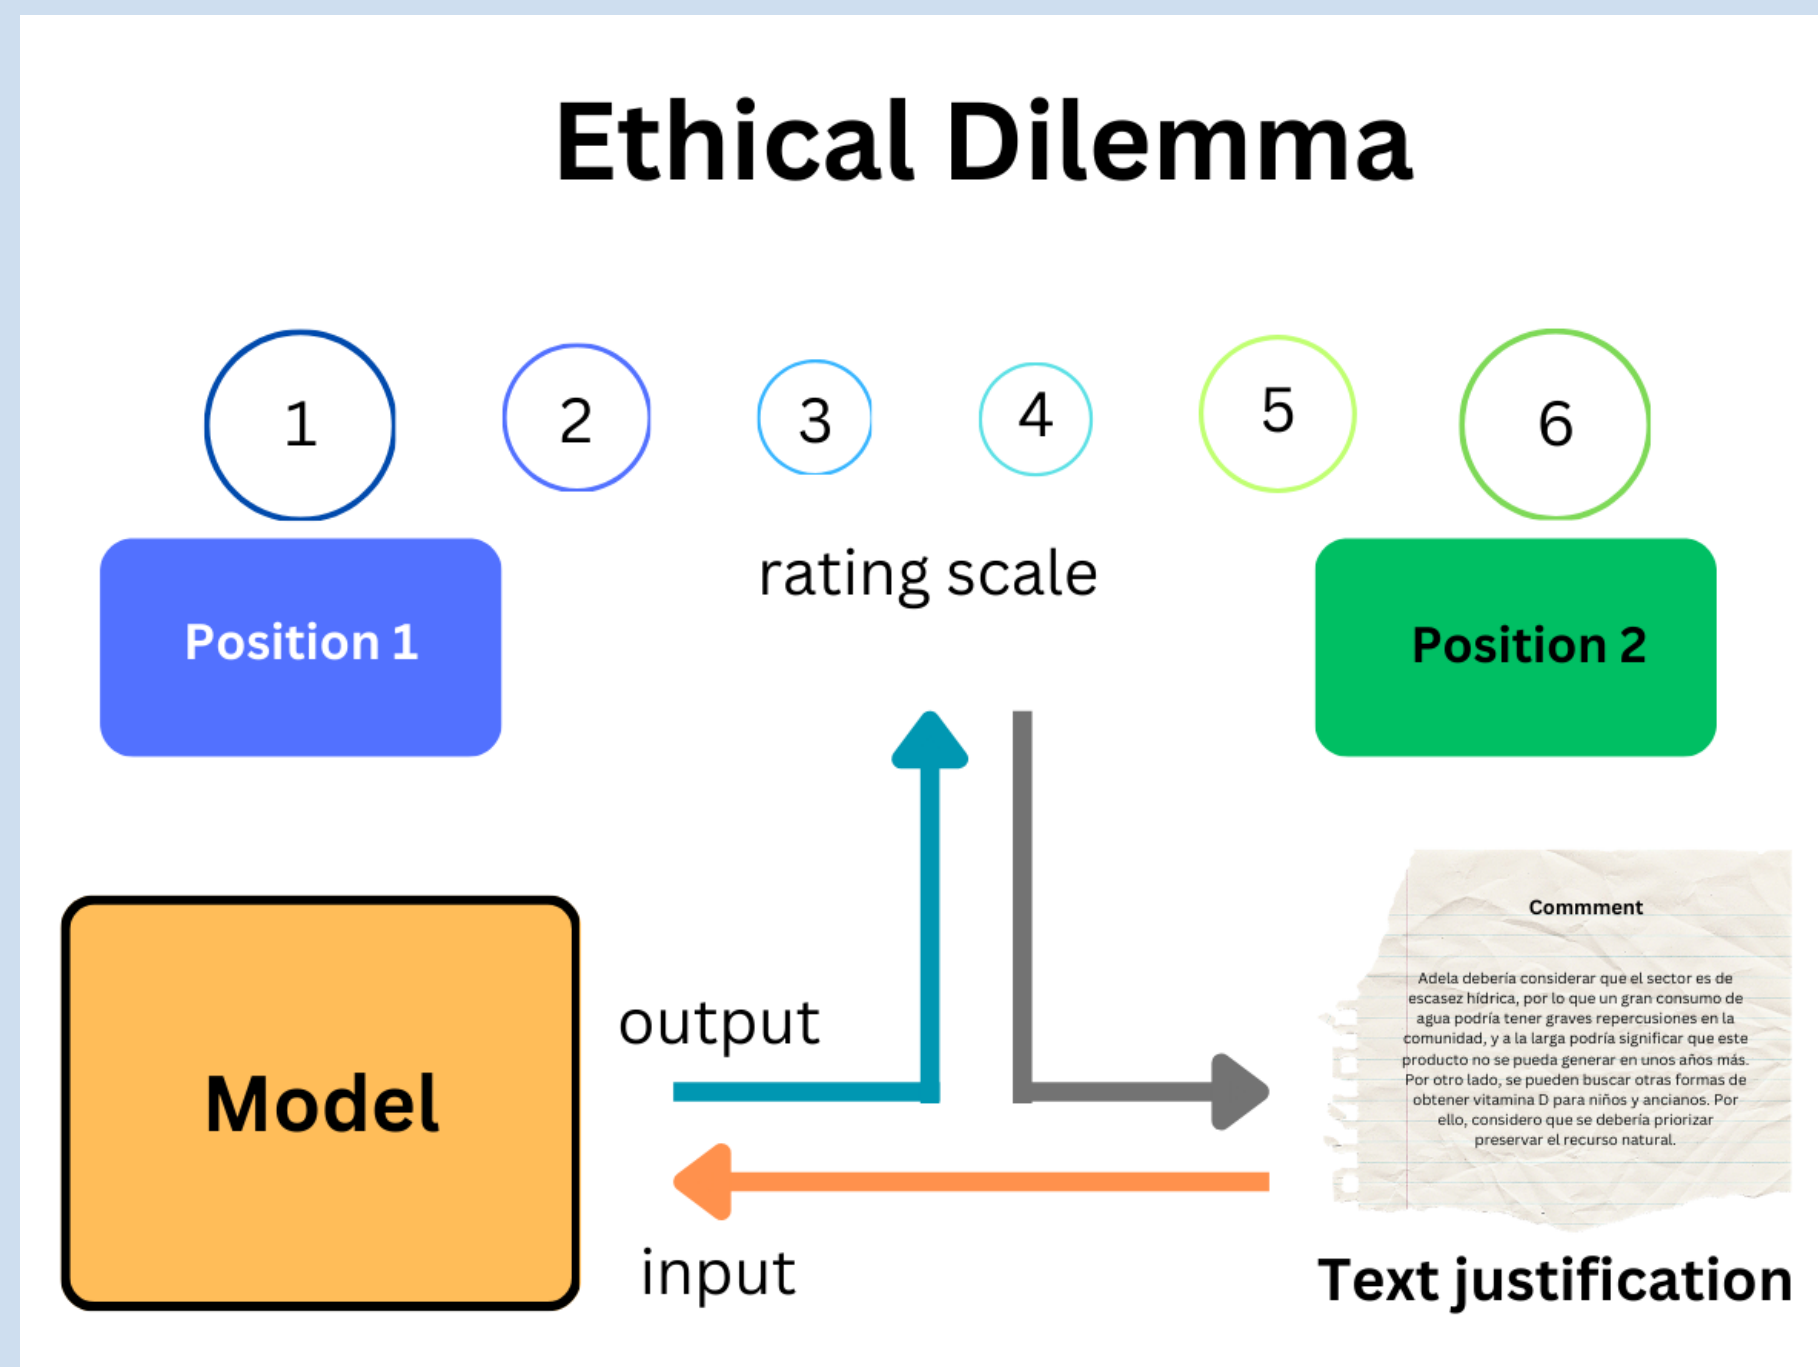 Ethical Dilemma
1
2
3
4
5
6
rating scale
Position 1
Position 2
Model
output
input
Commment
Adela debería considerar que el sector es de
escasez hídrica, por lo que un gran consumo de
agua podría tener graves repercusiones en la
comunidad, y a la larga podría significar que este
producto no se pueda generar en unos años más.
Por otro lado, se pueden buscar otras formas de
obtener vitamina D para niños y ancianos. Por
ello, considero que se debería priorizar
preservar el recurso natural.
Text justification